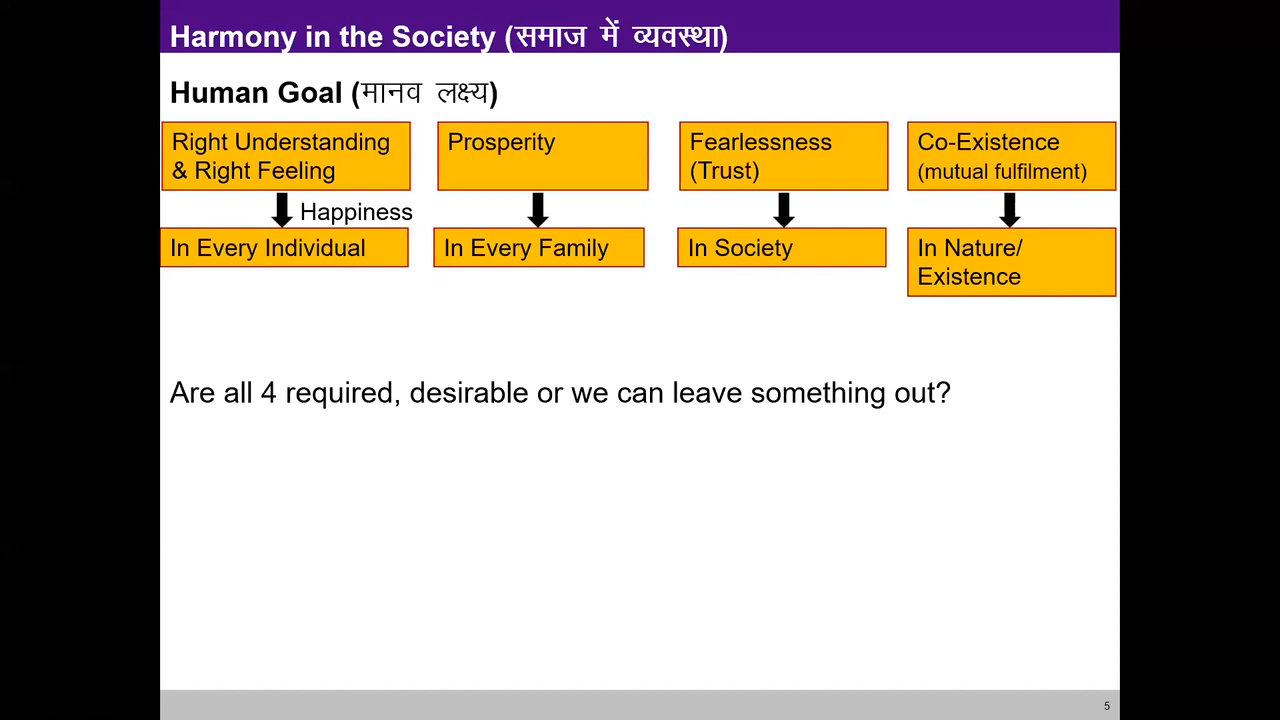 Harmony in the Society (समाज में व्यवस्था)
Human Goal (मानव लक्ष्य)
Right Understanding
& Right Feeling
Prosperity
Fearlessness
(Trust)
Co-Existence
(mutual fulfilment)
Happiness
In Every Individual
In Every Family
In Society
In Nature/
Existence
Are all 4 required, desirable or we can leave something out?
5